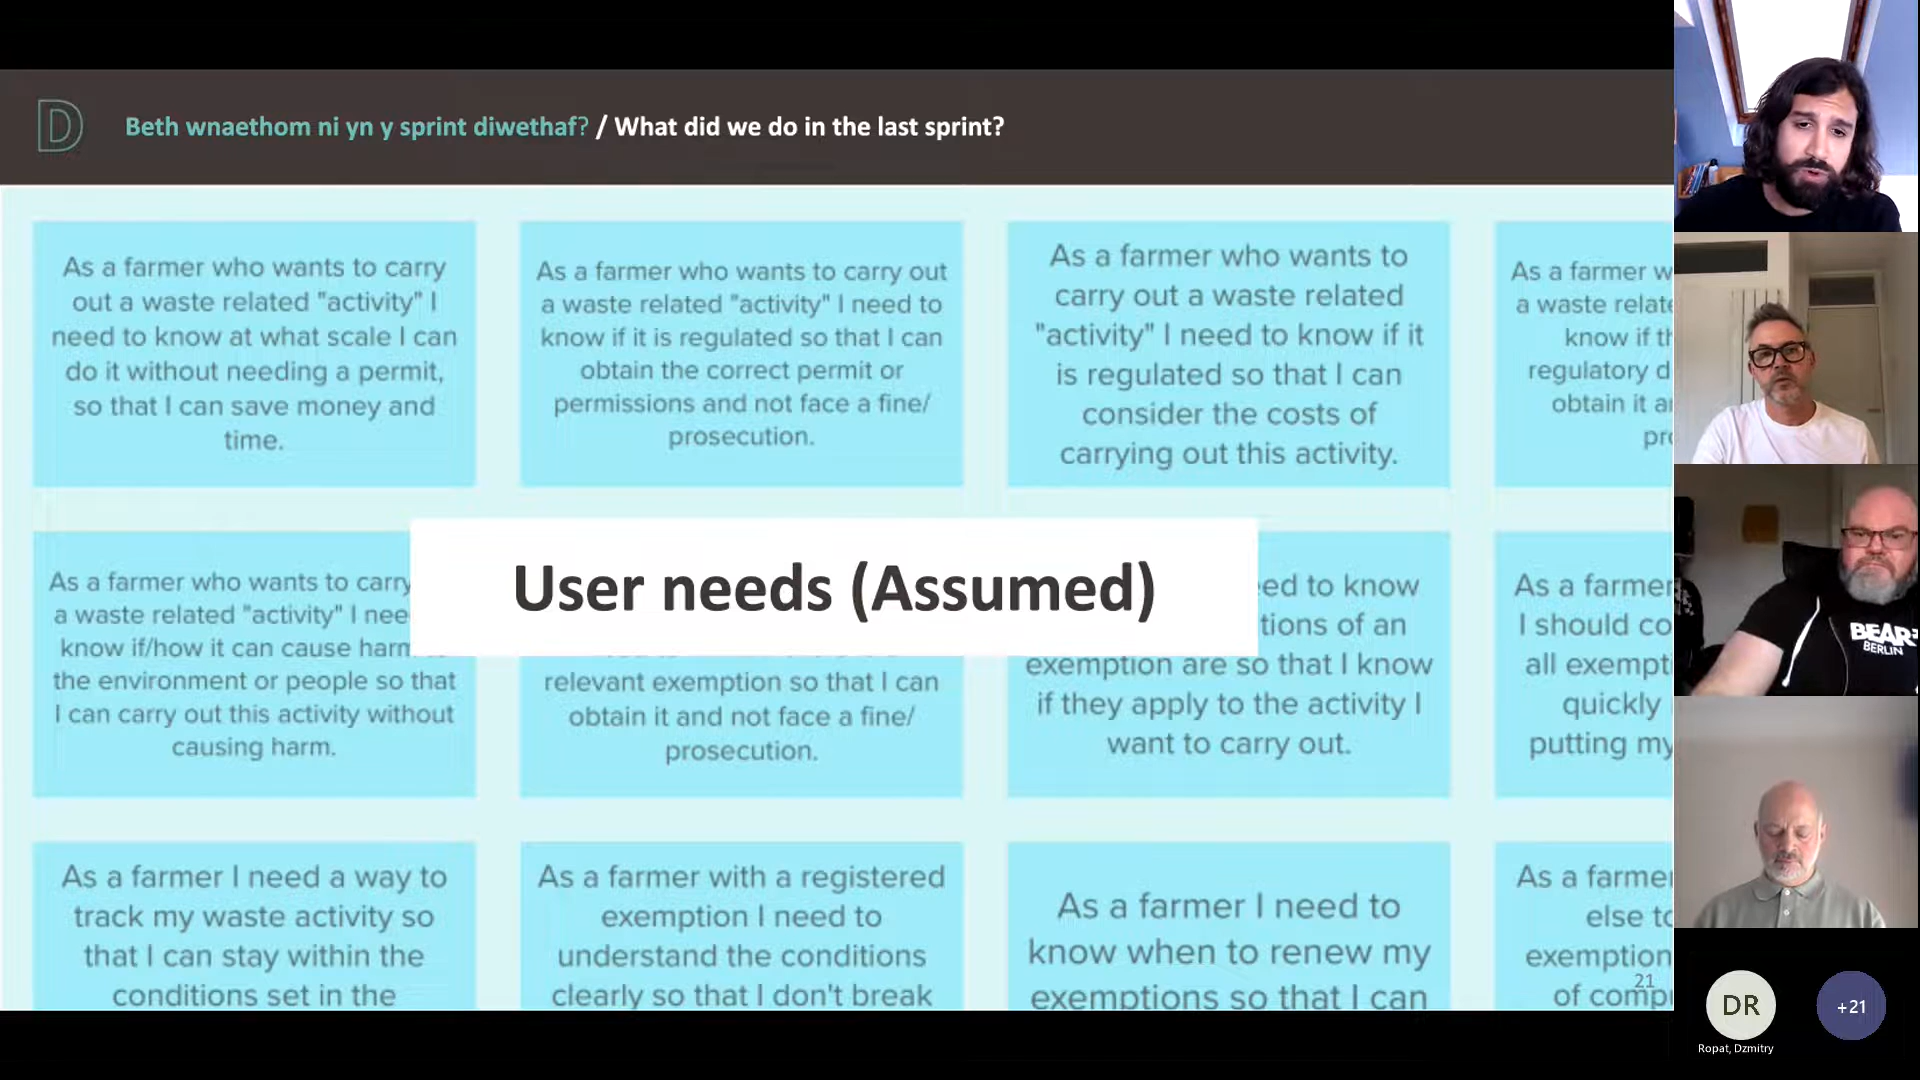 D
Beth wnaethom ni yn y sprint diwethaf? / What did we do in the last sprint?
As a farmer who wants to carry
out a waste related "activity" I
need to know at what scale I can
do it without needing a permit,
so that I can save money and
time.
As a farmer who wants to carry out
a waste related "activity" I need to
know if it is regulated so that I can
obtain the correct permit or
permissions and not face a fine/
prosecution.
As a farmer who wants to
carry out a waste related
"activity" I need to know if it
is regulated so that I can
consider the costs of
carrying out this activity.
As a farmer w
a waste relate
know if th
regulatory d
obtain it a
pro
As a farmer who wants to carry
a waste related "activity" I nee
know if/how it can cause harm
the environment or people so that
I can carry out this activity without
causing harm.
User needs (Assumed)
relevant exemption so that I can
obtain it and not face a fine/
prosecution.
ed to know
tions of an
exemption are so that I know
if they apply to the activity I
want to carry out.
As a farmer
I should co
all exempti
quickly
putting my
As a farmer I need a way to
track my waste activity so
that I can stay within the
conditions set in the
As a farmer with a registered
exemption I need to
understand the conditions
clearly so that I don't break
As a farmer I need to
know when to renew my
exemptions so that I can
As a farmer
else to
exemption
of comp
21
BEAR
BERLIN
DR
Ropat, Dzmitry
+21